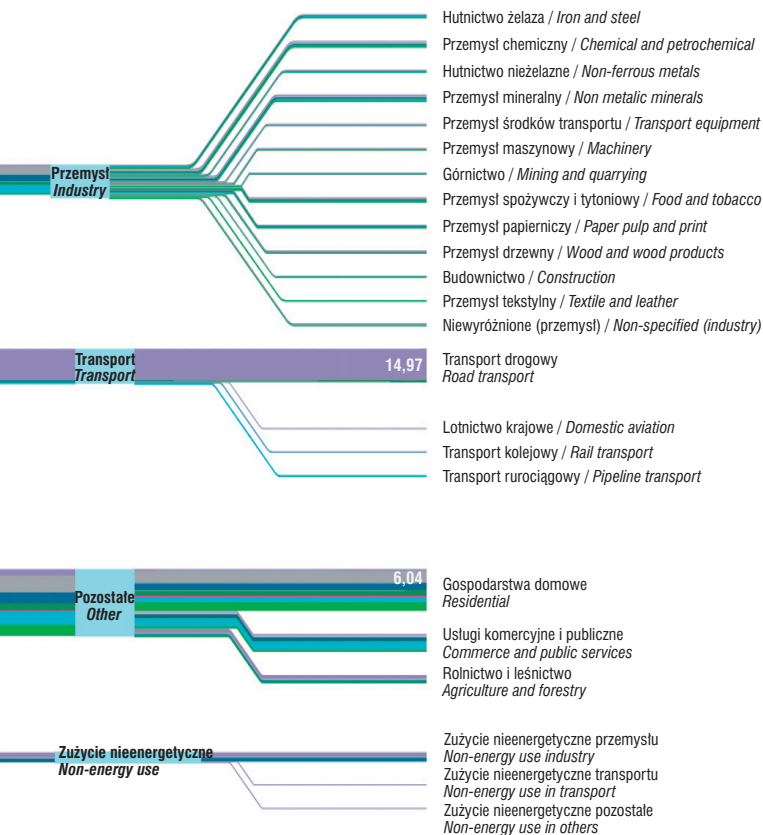 Hutnictwo żelaza / Iron and steel
Przemysł chemiczny / Chemical and petrochemical
Hutnictwo nieżelazne / Non-ferrous metals
Przemysł mineralny / Non metalic minerals
Przemysł środków transportu / Transport equipment
Przemysł maszynowy / Machinery
Górnictwo / Mining and quarrying
Przemysł
Industry
Przemysł spożywczy i tytoniowy / Food and tobacco
Przemysł papierniczy / Paper pulp and print
Przemysł drzewny / Wood and wood products
Budownictwo / Construction
Przemysł tekstylny / Textile and leather
Niewyróżnione (przemysł) / Non-specified (industry)
Transport
Transport
14,97
Transport drogowy
Road transport
Lotnictwo krajowe / Domestic aviation
Transport kolejowy / Rail transport
Transport rurociągowy / Pipeline transport
Pozostałe
Other
6,04
Gospodarstwa domowe
Residential
Usługi komercyjne i publiczne
Commerce and public services
Rolnictwo i leśnictwo
Agriculture and forestry
Zużycie nieenergetyczne
Non-energy use
Zużycie nieenergetyczne przemysłu
Non-energy use industry
Zużycie nieenergetyczne transportu
Non-energy use in transport
Zużycie nieenergetyczne pozostałe
Non-energy use in others